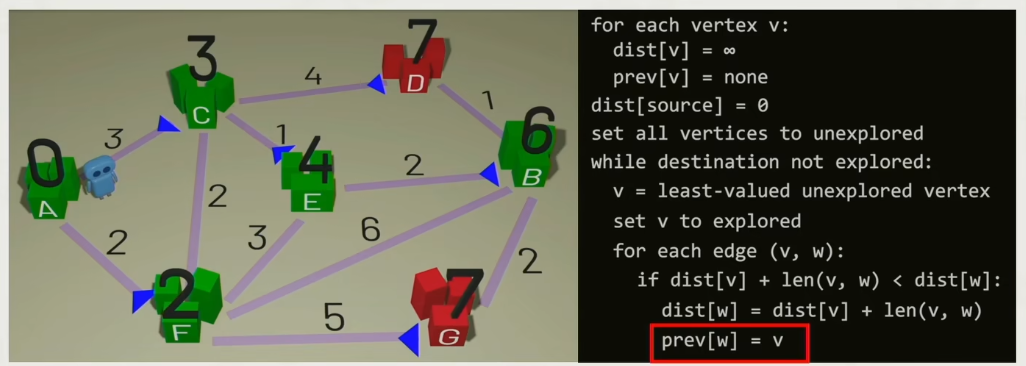 3
C
4
7
D
1
0
A
3
1
4
E
2
6
B
2
2
3
6
2
2
F
5
7
G
for each vertex v:
dist[v] = ∞
prev[v] = none
dist[source] = 0
set all vertices to unexplored
while destination not explored:
v = least-valued unexplored vertex
set v to explored
for each edge (v, w):
if dist[v] + len(v, w) < dist[w]:
dist[w] = dist[v] + len(v, w)
prev[w] = v